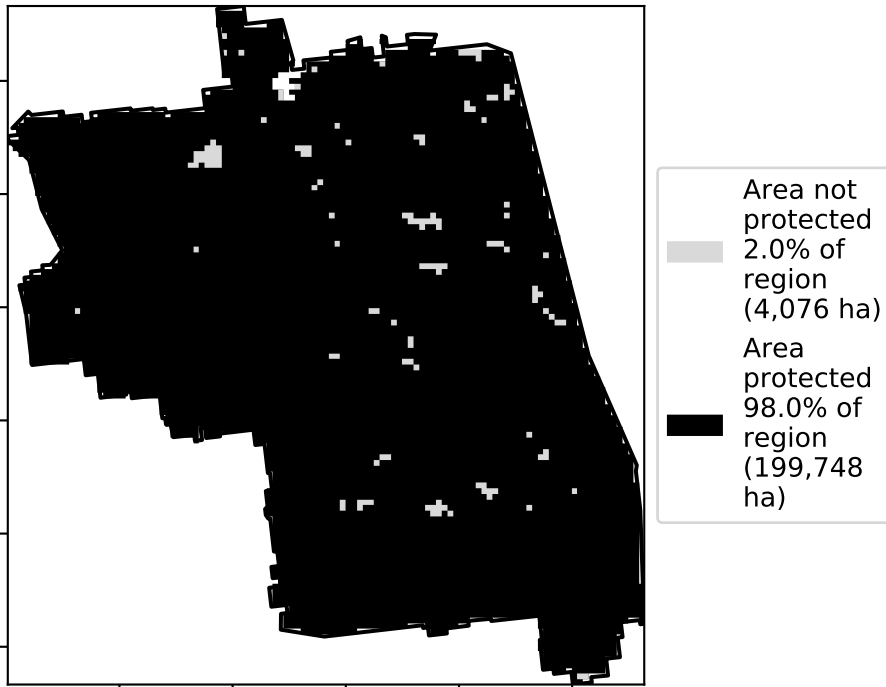 Area not
protected
2.0% of
region
(4,076 ha)
Area
protected
98.0% of
region
(199,748
ha)